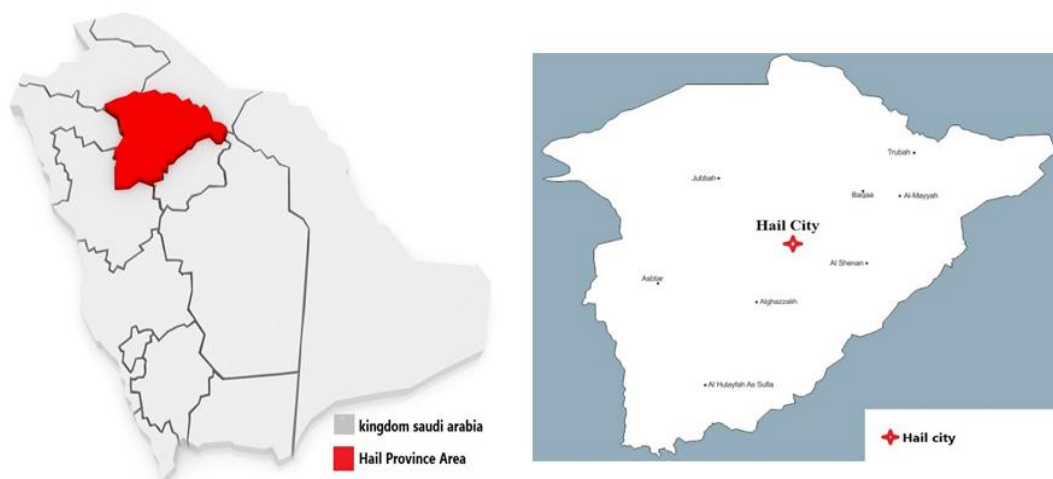 kingdom saudi arabia
Hail Province Area
Trubah
Jubbah
Baqaa
Al-Mayyah
Hail City
Al Shenan
Asbtar
Alghazzalih
Al Hulayfah As Sufla
Hail city